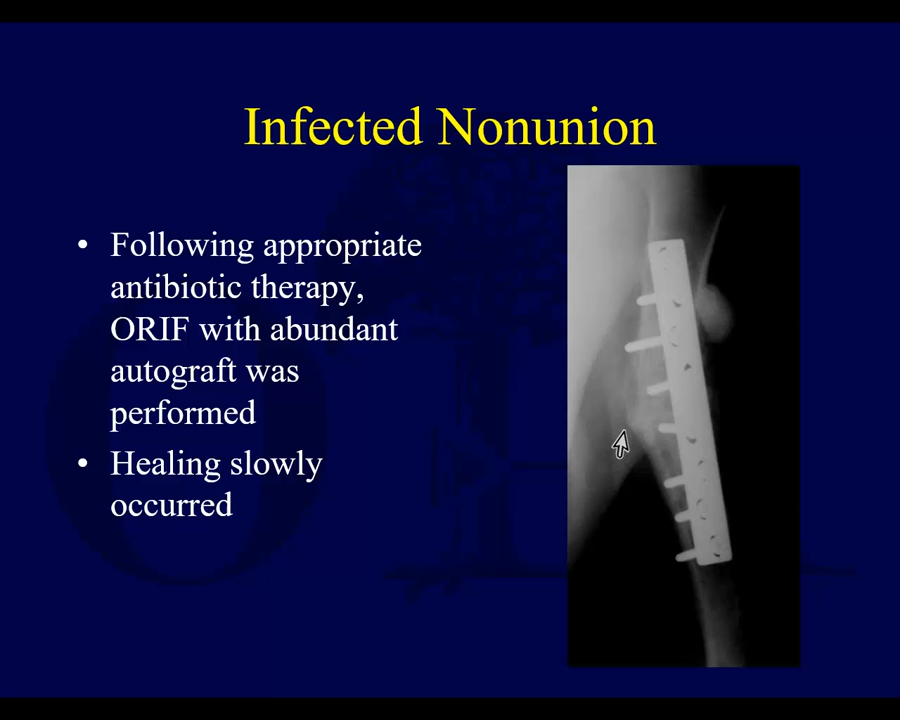 Infected Nonunion
• Following appropriate
antibiotic therapy,
ORIF with abundant
autograft was
performed
• Healing slowly
occurred